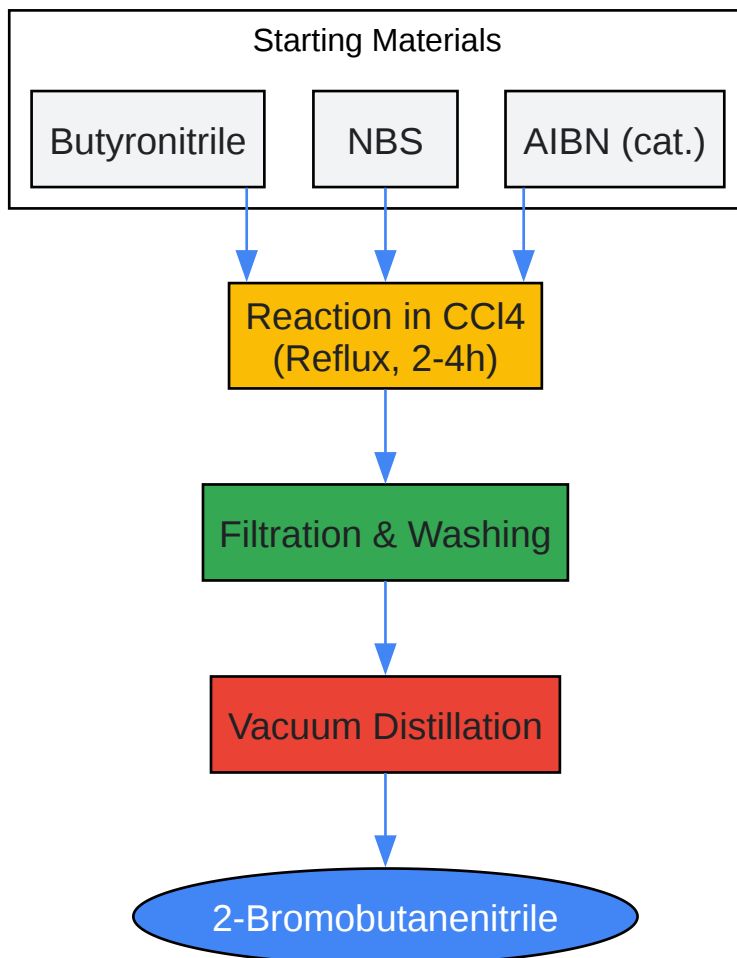 Starting Materials
Butyronitrile
NBS
AIBN (cat.)
Reaction in CCl4
(Reflux, 2-4h)
Filtration & Washing
Vacuum Distillation
2-Bromobutanenitrile